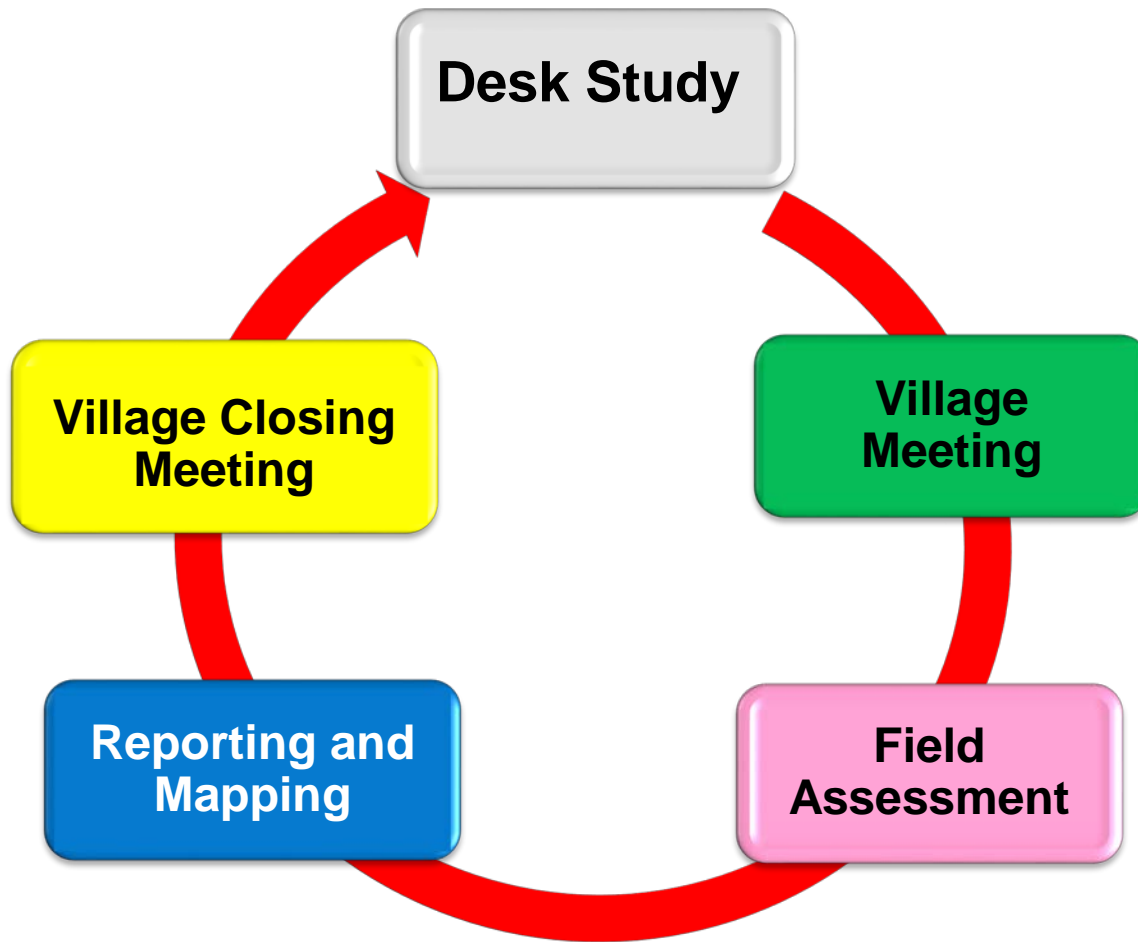 Desk Study
Village
Meeting
Field
Assessment
Reporting and
Mapping
Village Closing
Meeting